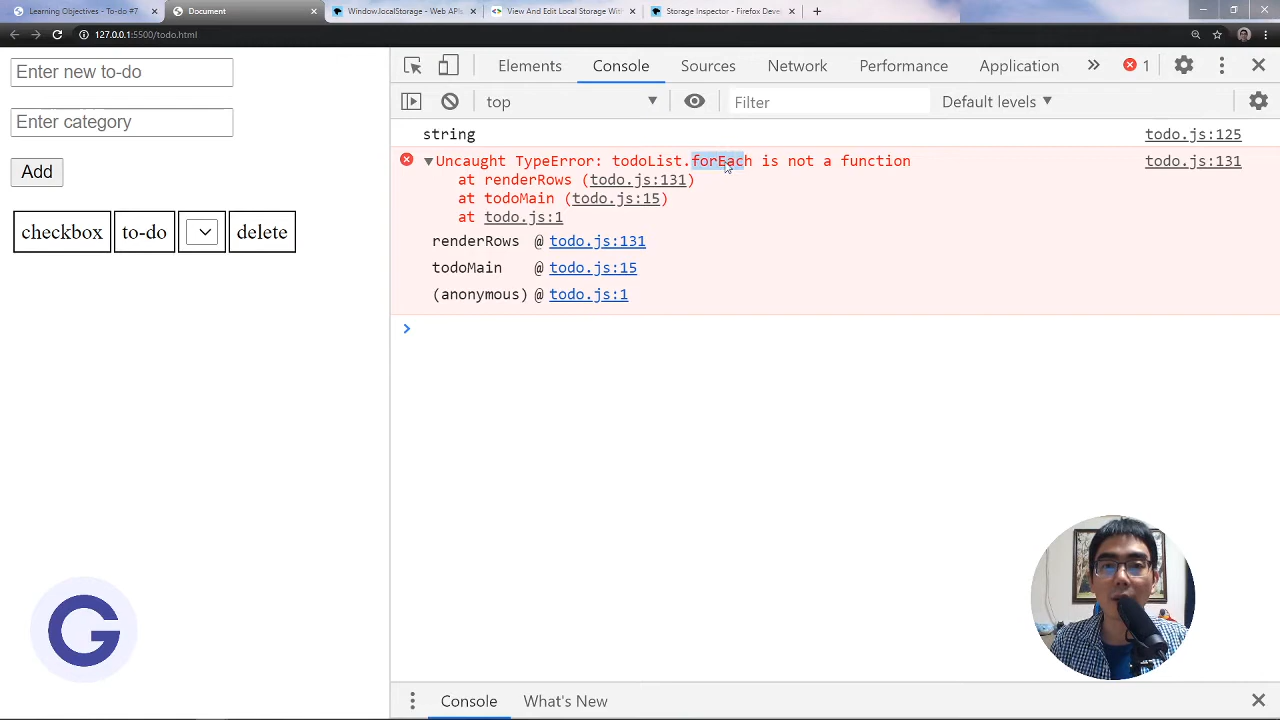 Learning Objectives - To-do #7
Document
Window.localStorage - Web APIs
View And Edit Local Storage With
Storage Inspector - Firefox Deve
127.0.0.1:5500/todo.html
Enter new to-do
Enter category
Add
checkbox to-do delete
Elements Console Sources Network Performance Application 1
top Filter Default levels
string todo.js:125
Uncaught TypeError: todoList.forEach is not a function todo.js:131
at renderRows (todo.js:131)
at todoMain (todo.js:15)
at todo.js:1
renderRows @ todo.js:131
todoMain @ todo.js:15
(anonymous) @ todo.js:1
G
Console What's New